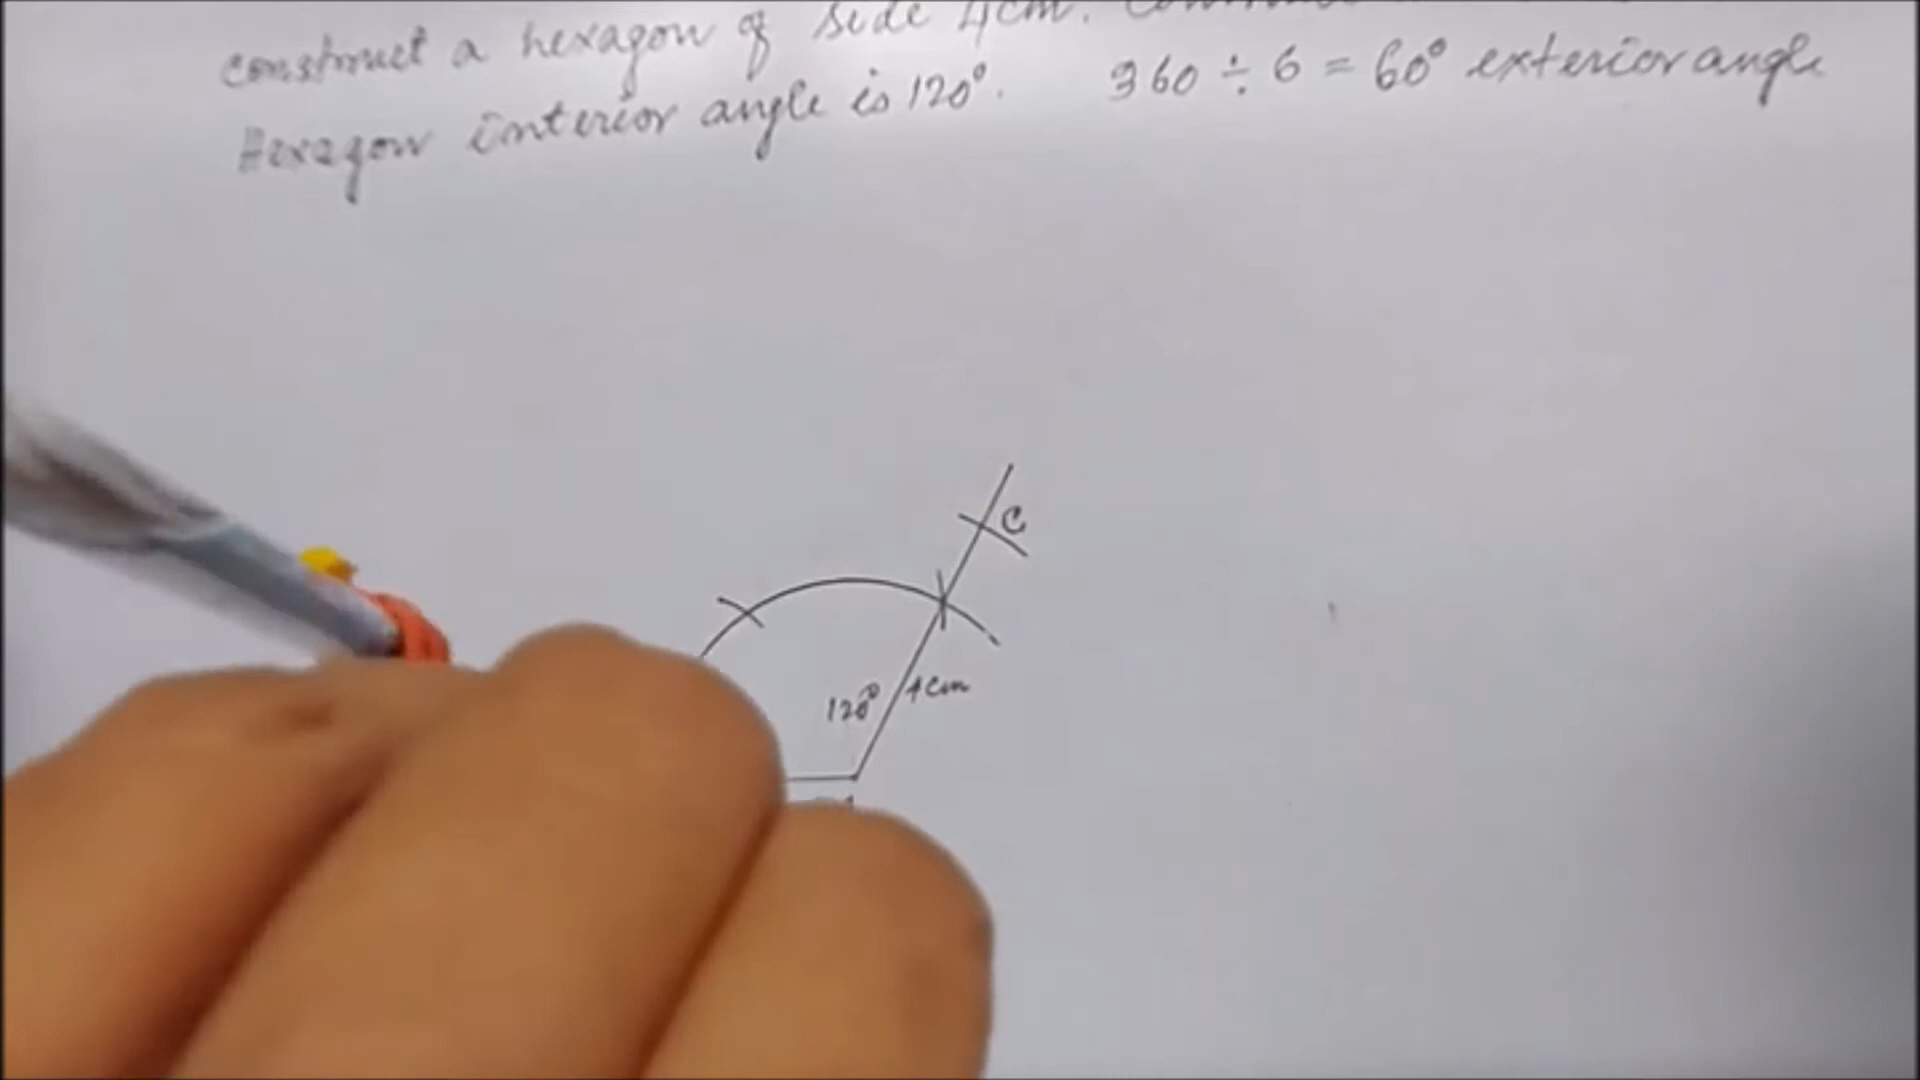 construct a hexagon of side 4cm.
Hexagon interior angle is 120°. 360 ÷ 6 = 60° exterior angle
C
120° 4cm